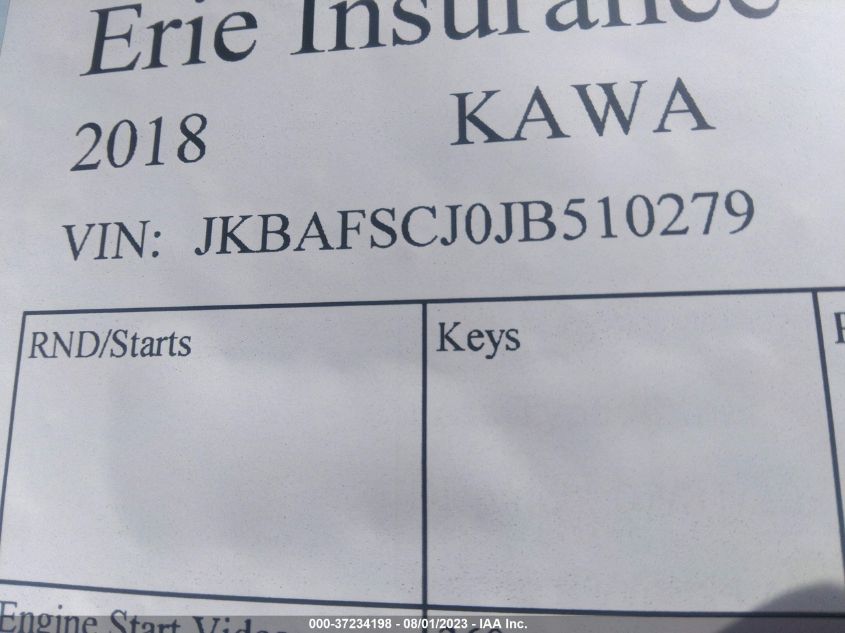 Erie Insurance
2018 KAWA
VIN: JKBAFSCJ0JB510279
RND/Starts Keys
Engine Start Video
000-37234198 - 08/01/2023 - IAA Inc.